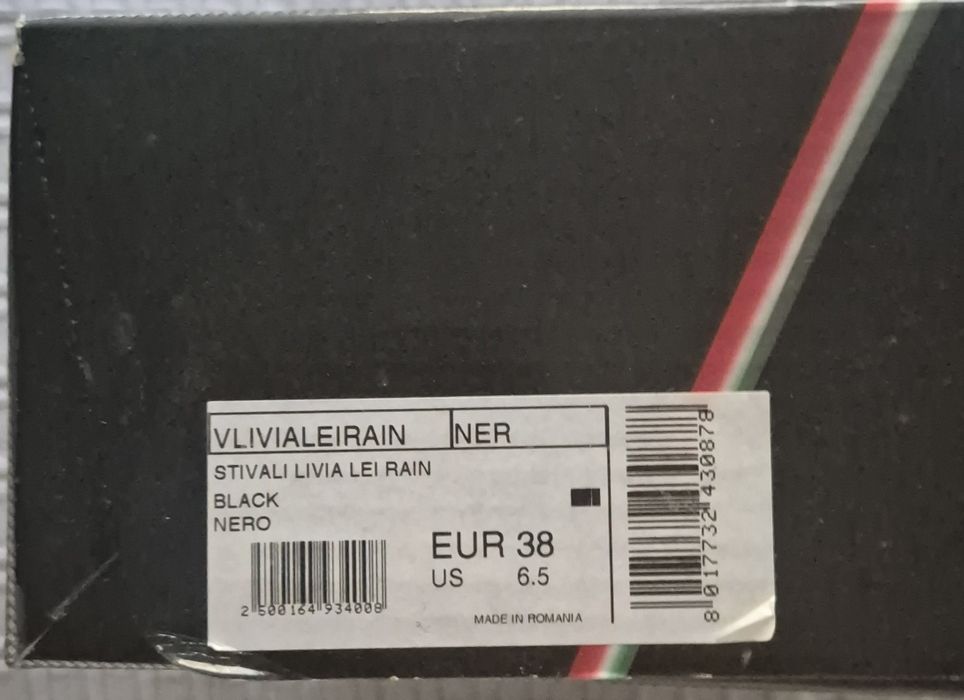 VLIVIALEIRAIN NER
STIVALI LIVIA LEI RAIN
BLACK
NERO
EUR 38
US 6.5
2 500164 934008
MADE IN ROMANIA
8 017732 430878